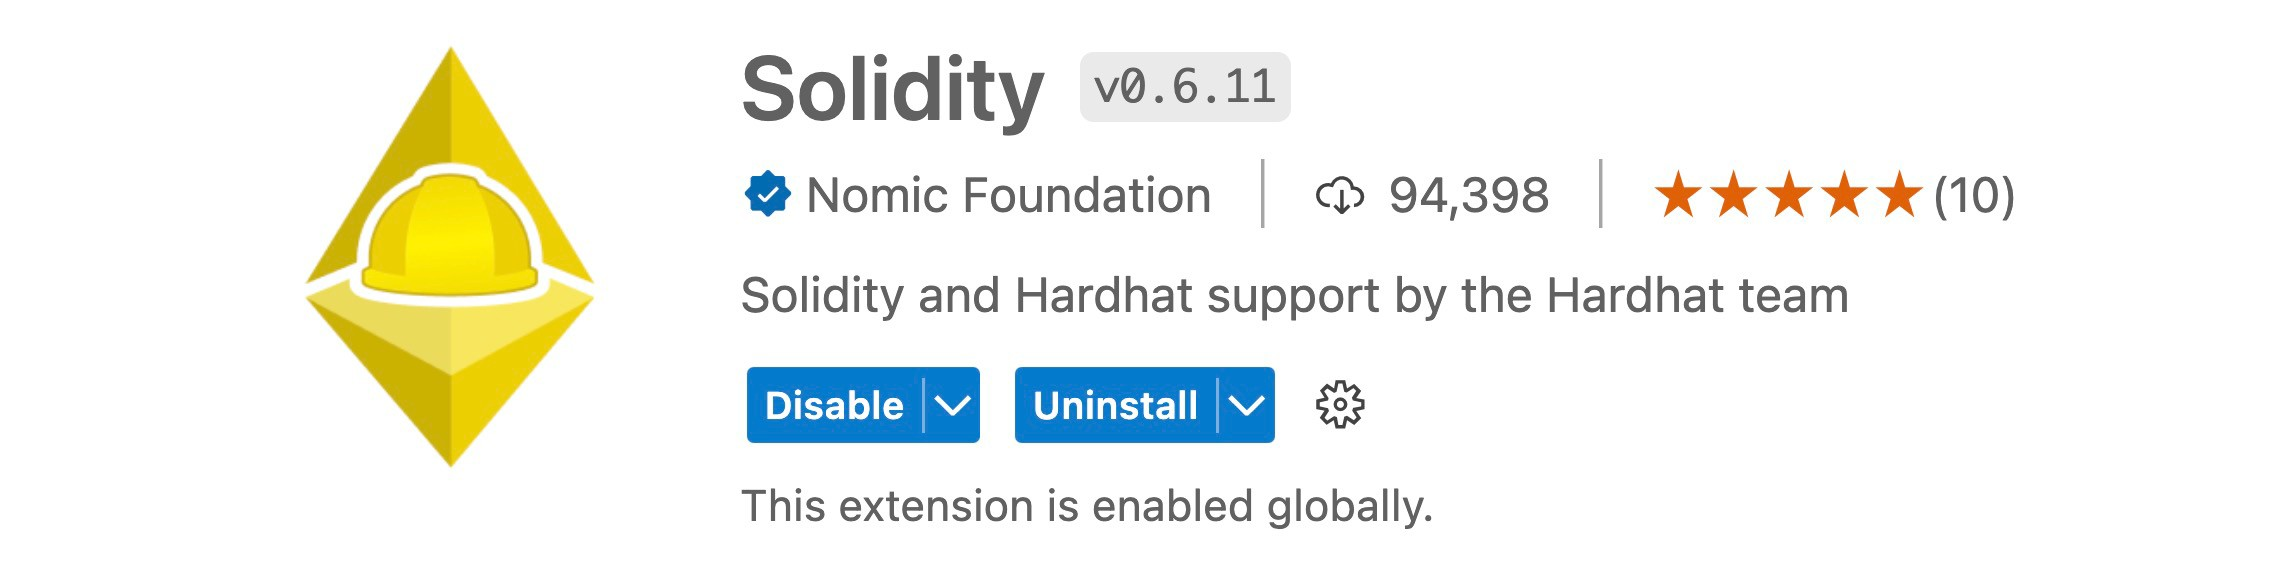 Solidity v0.6.11
Nomic Foundation 94,398 (10)
Solidity and Hardhat support by the Hardhat team
Disable Uninstall
This extension is enabled globally.